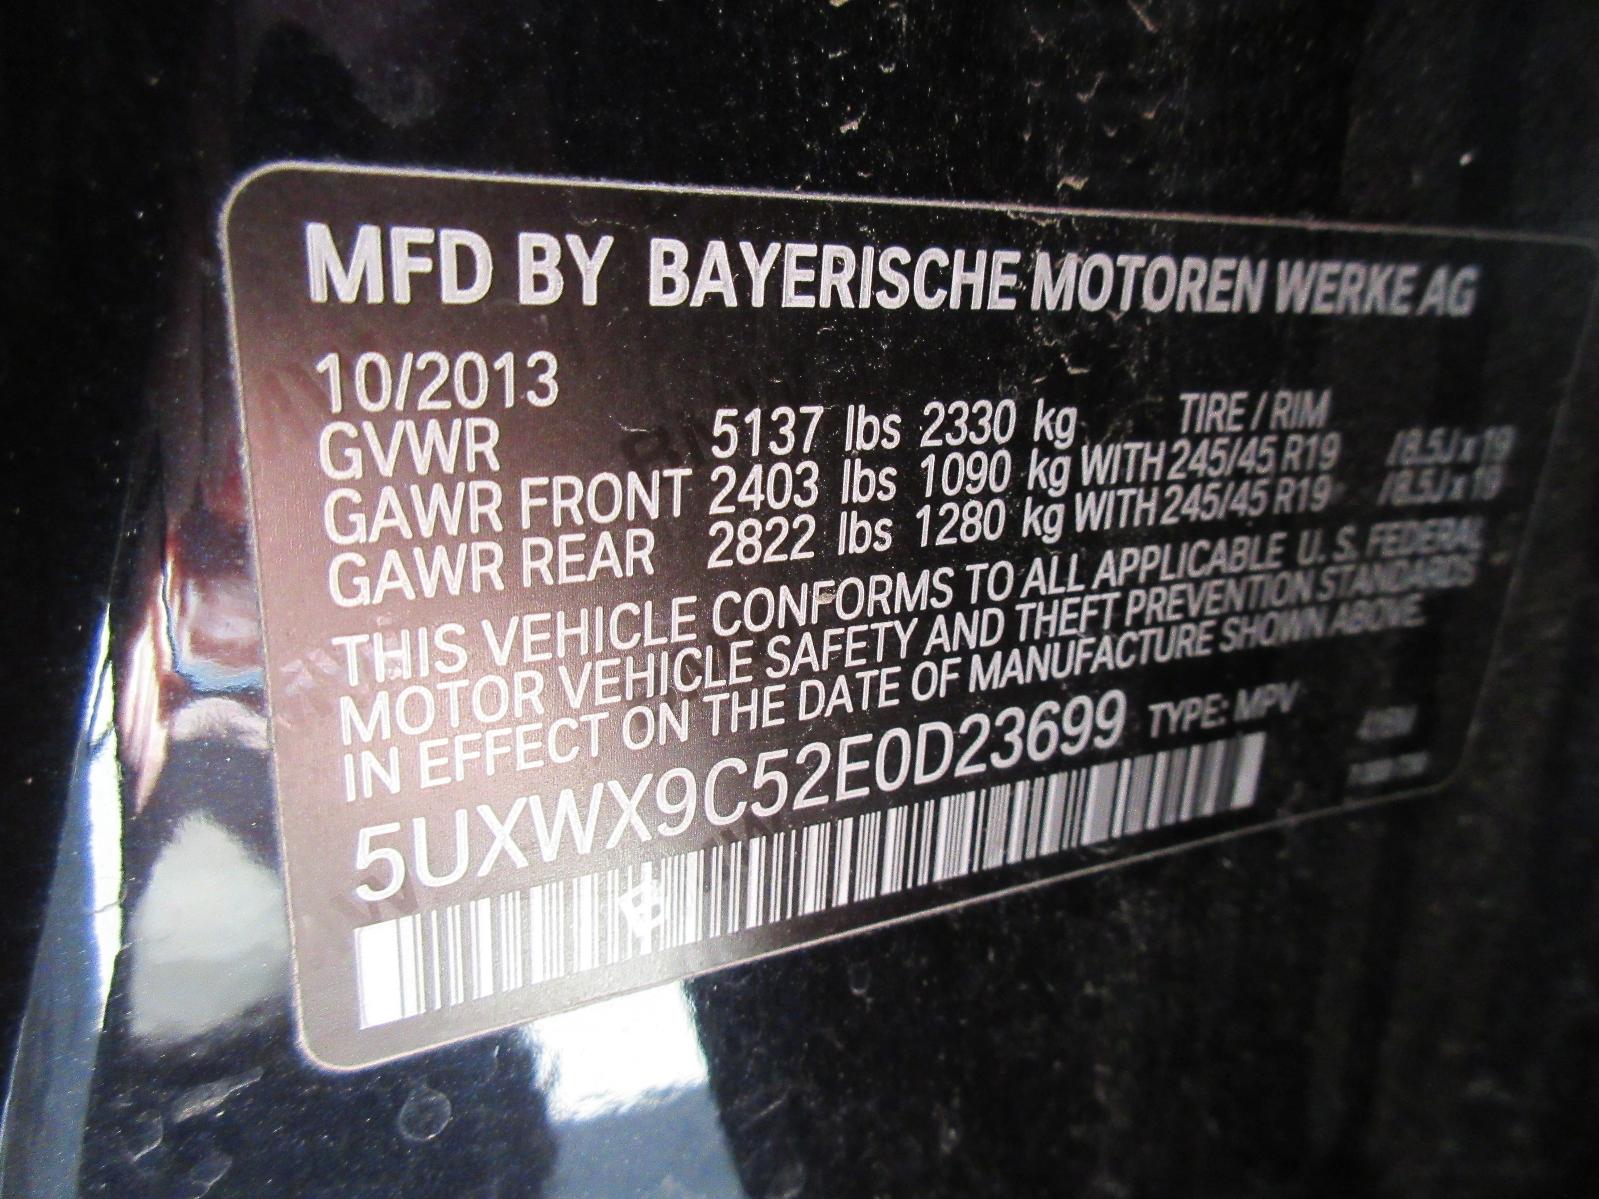 MFD BY BAYERISCHE MOTOREN WERKE AG
10/2013
GVWR 5137 lbs 2330 kg TIRE / RIM
GAWR FRONT 2403 lbs 1090 kg WITH 245/45 R19 /8.5J x 19
GAWR REAR 2822 lbs 1280 kg WITH 245/45 R19 /8.5J x 19
THIS VEHICLE CONFORMS TO ALL APPLICABLE U.S. FEDERAL
MOTOR VEHICLE SAFETY AND THEFT PREVENTION STANDARDS
IN EFFECT ON THE DATE OF MANUFACTURE SHOWN ABOVE.
5UXWX9C52E0D23699 TYPE: MPV